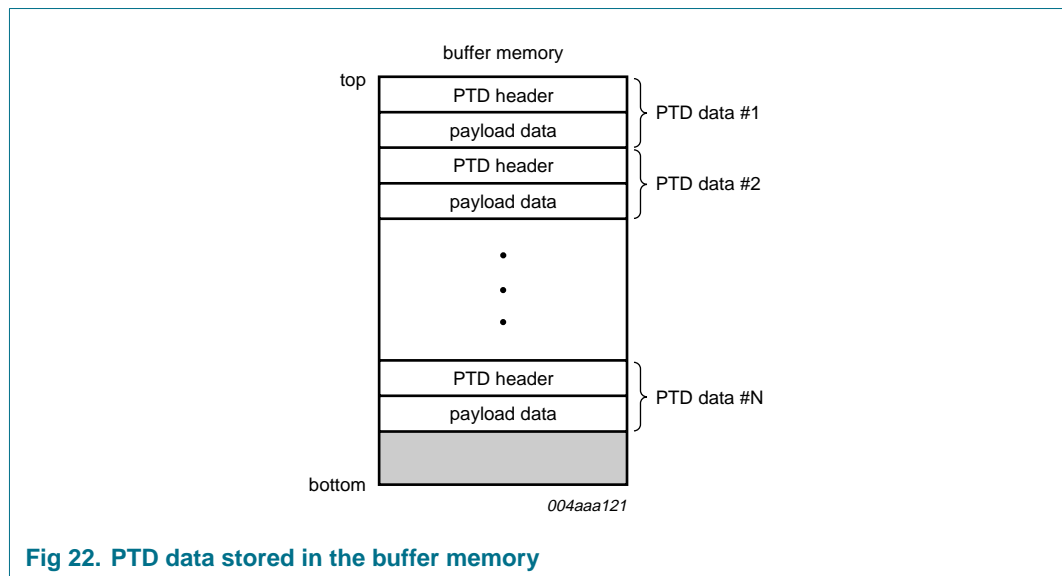 buffer memory
top
PTD header
payload data
PTD data #1
PTD header
payload data
PTD data #2
PTD header
payload data
PTD data #N
bottom
004aaa121
Fig 22. PTD data stored in the buffer memory